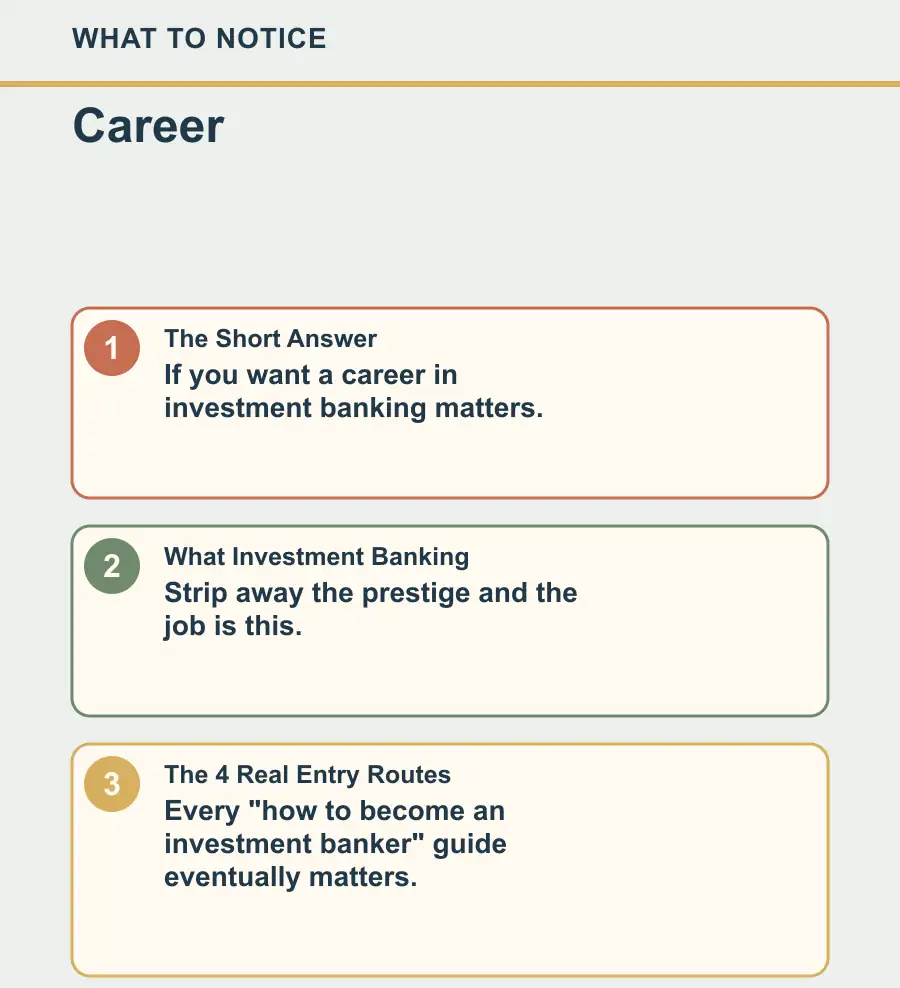 WHAT TO NOTICE
Career
1
The Short Answer
If you want a career in
investment banking matters.
2
What Investment Banking
Strip away the prestige and the
job is this.
3
The 4 Real Entry Routes
Every "how to become an
investment banker" guide
eventually matters.